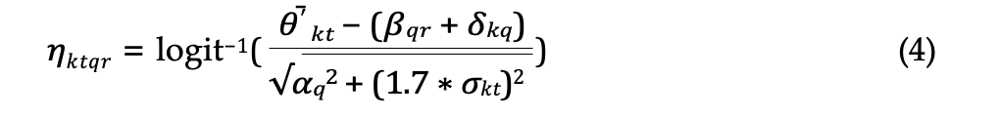 η_ktqr = logit⁻¹( (θ̄′_kt − (β_qr + δ_kq)) / √α_q² + (1.7 * σ_kt)² ) (4)